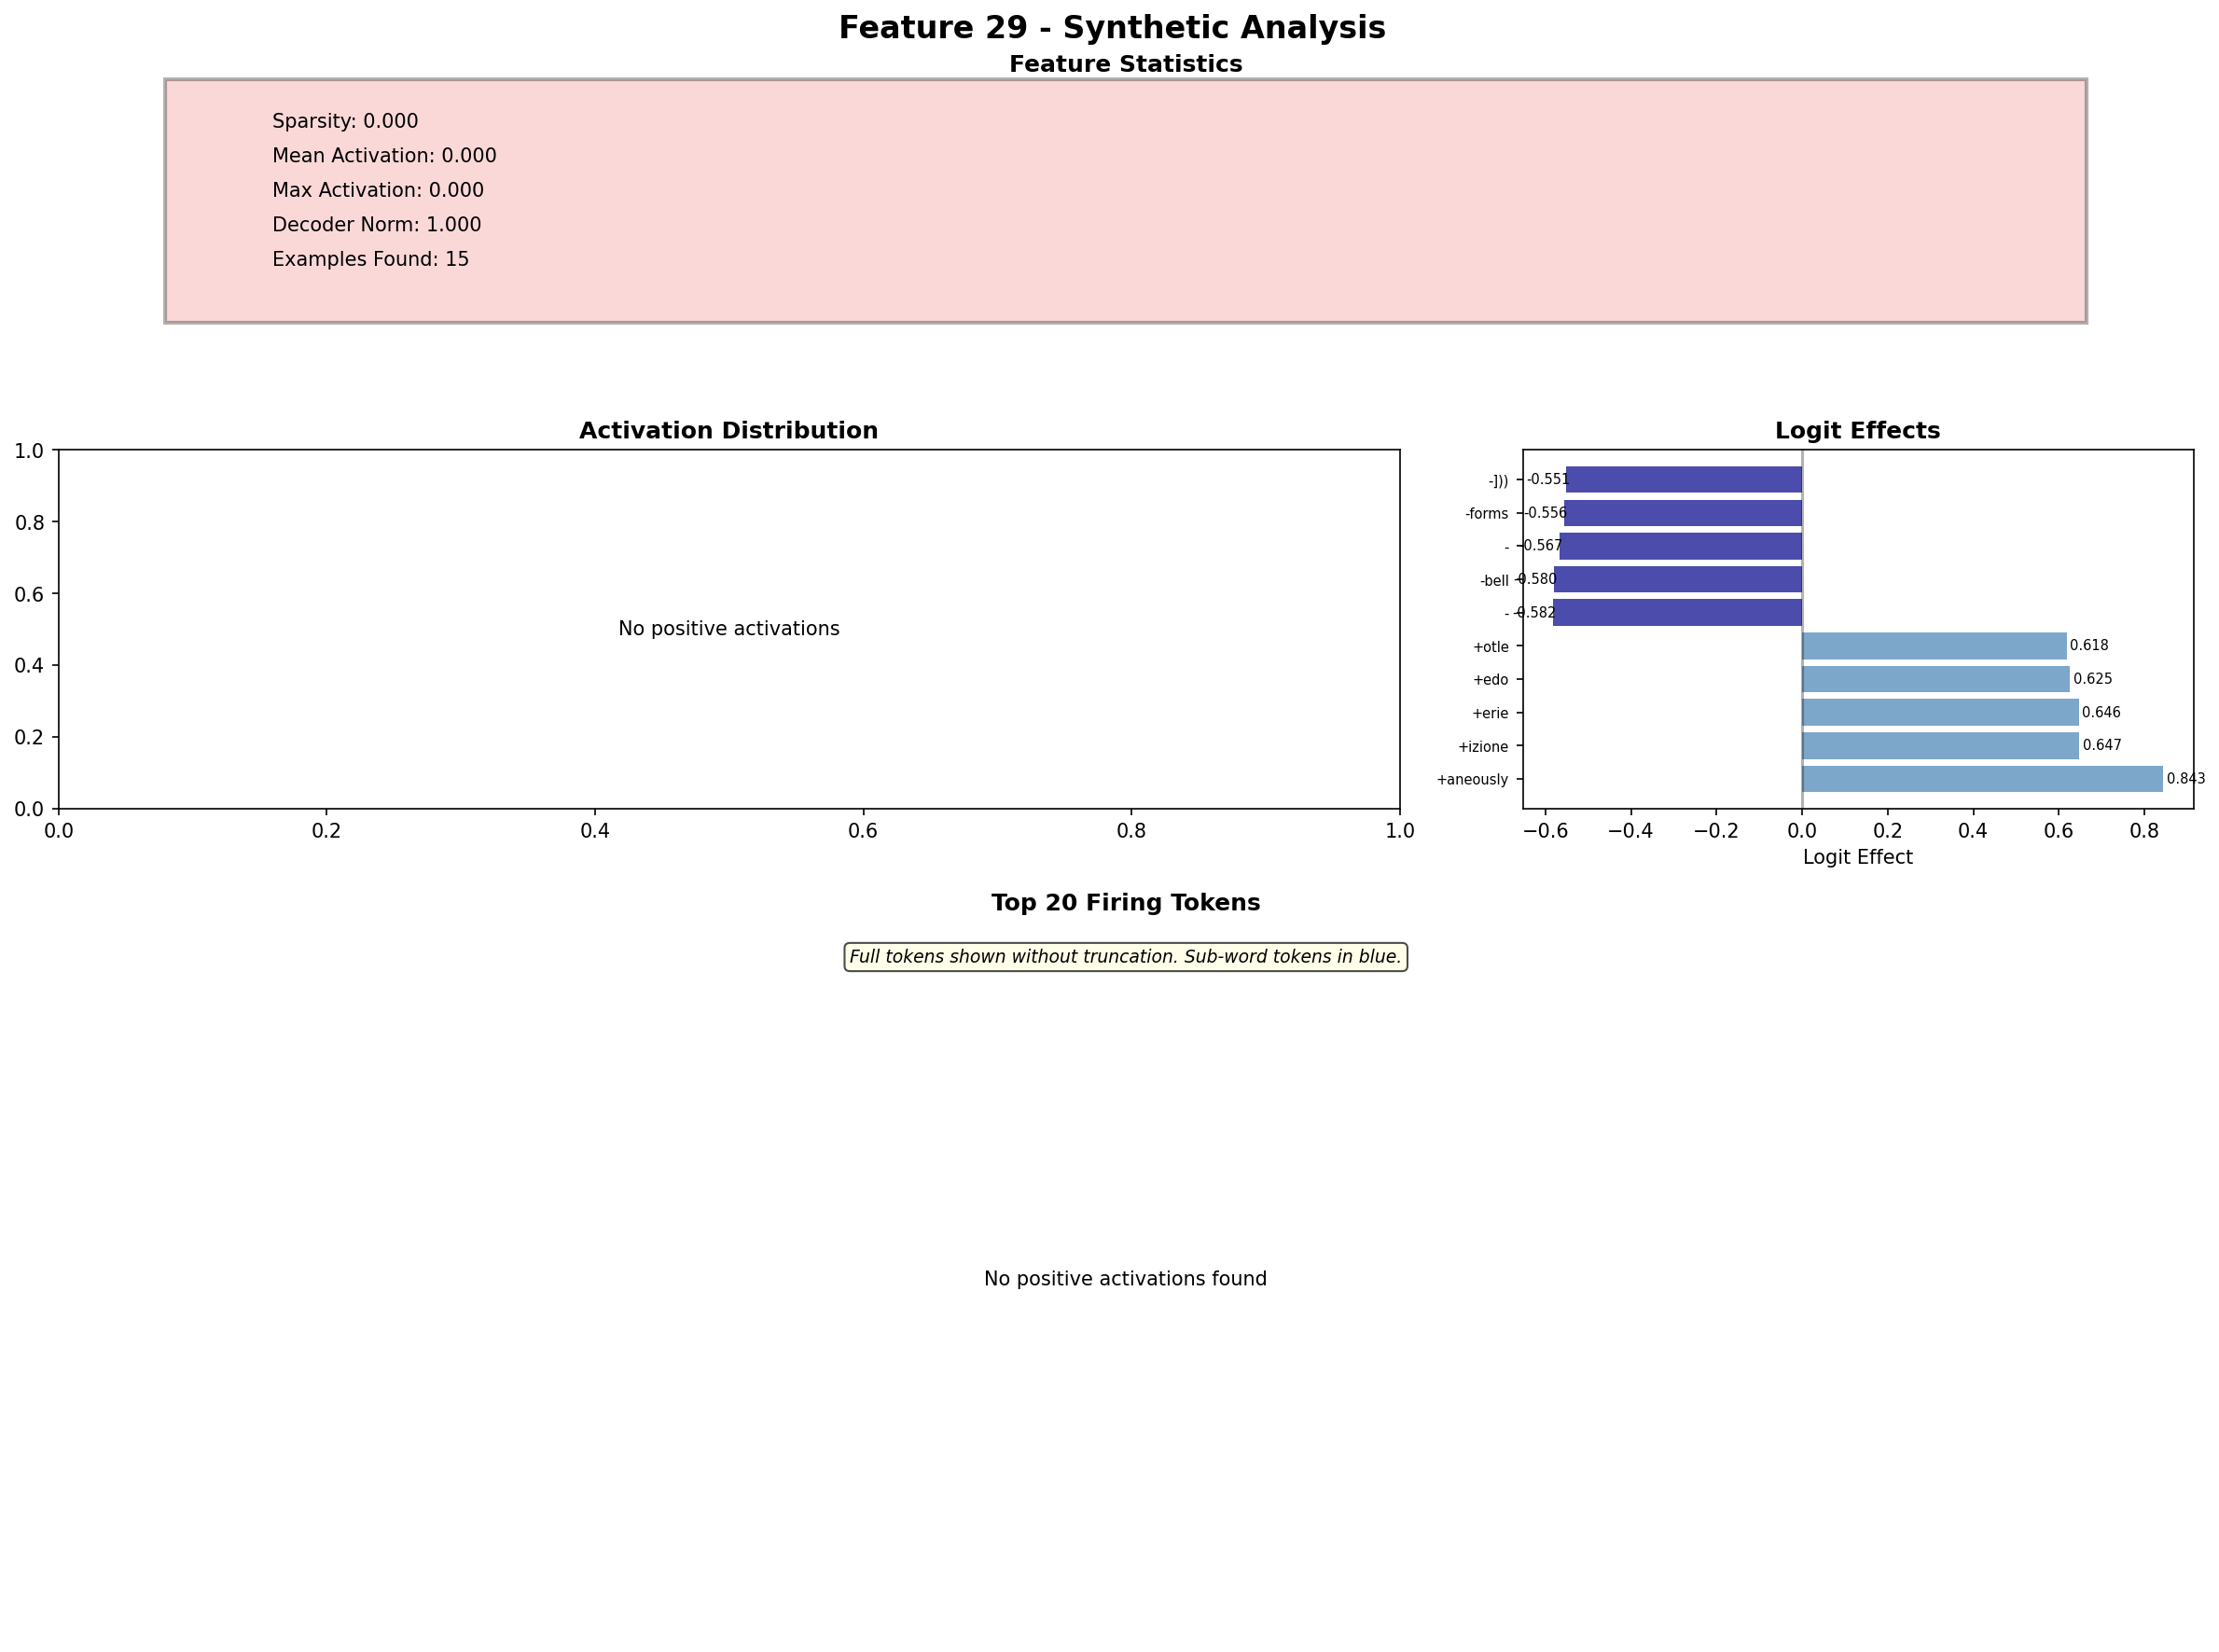 Feature 29 - Synthetic Analysis
Feature Statistics
Sparsity: 0.000
Mean Activation: 0.000
Max Activation: 0.000
Decoder Norm: 1.000
Examples Found: 15
Activation Distribution
1.0
0.8
0.6
0.4
0.2
0.0
No positive activations
0.0 0.2 0.4 0.6 0.8 1.0
Logit Effects
-])) -0.551
-forms -0.556
- -0.567
-bell -0.580
- -0.582
+otle 0.618
+edo 0.625
+erie 0.646
+izione 0.647
+aneously 0.843
−0.6 −0.4 −0.2 0.0 0.2 0.4 0.6 0.8
Logit Effect
Top 20 Firing Tokens
Full tokens shown without truncation. Sub-word tokens in blue.
No positive activations found